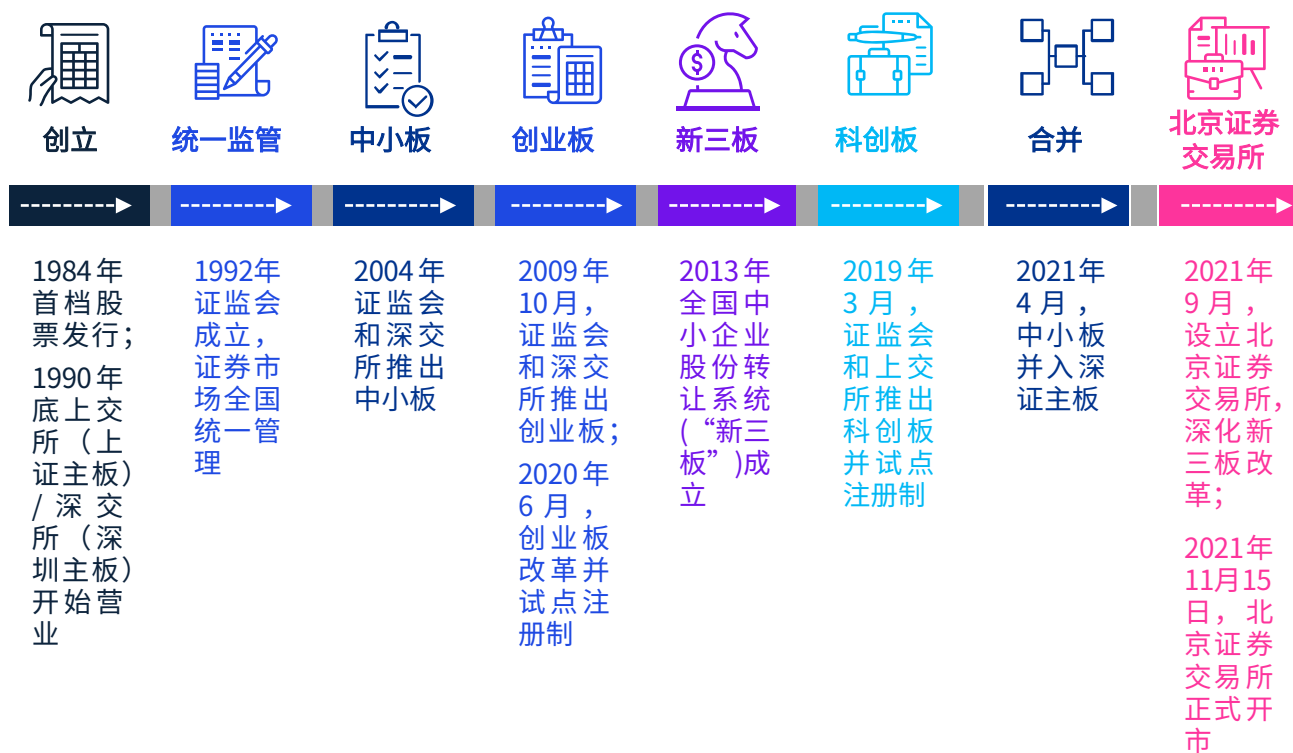 创立
1984年
首档股
票发行；
1990年
底上交
所（上
证主板）
/深交
所（深
圳主板）
开始营
业
统一监管
1992年
证监会
成立，
证券市
场全国
统一管
理
中小板
2004年
证监会
和深交
所推出
中小板
创业板
2009年
10月，
证监会
和深交
所推出
创业板；
2020年
6月，
创业板
改革并
试点注
册制
新三板
2013年
全国中
小企业
股份转
让系统
(“新三
板”)成
立
科创板
2019年
3月，
证监会
和上交
所推出
科创板
并试点
注册制
合并
2021年
4月，
中小板
并入深
证主板
北京证券
交易所
2021年
9月，
设立北
京证券
交易所，
深化新
三板改
革；
2021年
11月15
日，北
京证券
交易所
正式开
市
$